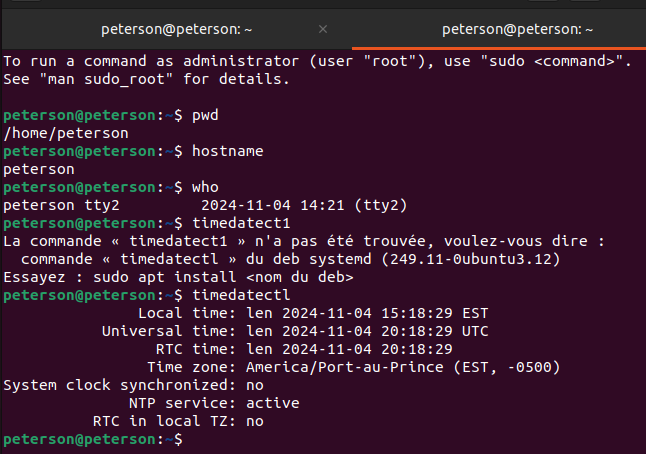 peterson@peterson: ~ × peterson@peterson: ~
To run a command as administrator (user "root"), use "sudo <command>".
See "man sudo_root" for details.
peterson@peterson:~$ pwd
/home/peterson
peterson@peterson:~$ hostname
peterson
peterson@peterson:~$ who
peterson tty2         2024-11-04 14:21 (tty2)
peterson@peterson:~$ timedatect1
La commande « timedatect1 » n'a pas été trouvée, voulez-vous dire :
  commande « timedatectl » du deb systemd (249.11-0ubuntu3.12)
Essayez : sudo apt install <nom du deb>
peterson@peterson:~$ timedatectl
               Local time: len 2024-11-04 15:18:29 EST
           Universal time: len 2024-11-04 20:18:29 UTC
                 RTC time: len 2024-11-04 20:18:29
                Time zone: America/Port-au-Prince (EST, -0500)
System clock synchronized: no
              NTP service: active
          RTC in local TZ: no
peterson@peterson:~$